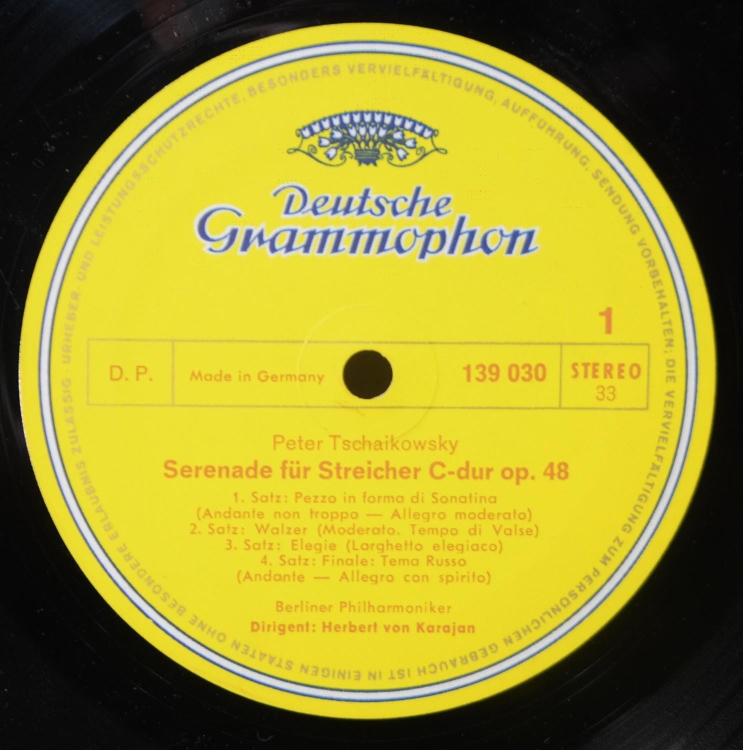 URHEBER- UND LEISTUNGSSCHUTZRECHTE, BESONDERS VERVIELFÄLTIGUNG, AUFFÜHRUNG, SENDUNG VORBEHALTEN; DIE VERVIELFÄLTIGUNG ZUM PERSÖNLICHEN GEBRAUCH IST IN EINIGEN STAATEN OHNE BESONDERE ERLAUBNIS ZULÄSSIG ·
Deutsche
Grammophon
1
D. P.
Made in Germany
139 030
STEREO
33
Peter Tschaikowsky
Serenade für Streicher C-dur op. 48
1. Satz: Pezzo in forma di Sonatina
(Andante non troppo — Allegro moderato)
2. Satz: Walzer (Moderato. Tempo di Valse)
3. Satz: Elegie (Larghetto elegiaco)
4. Satz: Finale: Tema Russo
(Andante — Allegro con spirito)
Berliner Philharmoniker
Dirigent: Herbert von Karajan